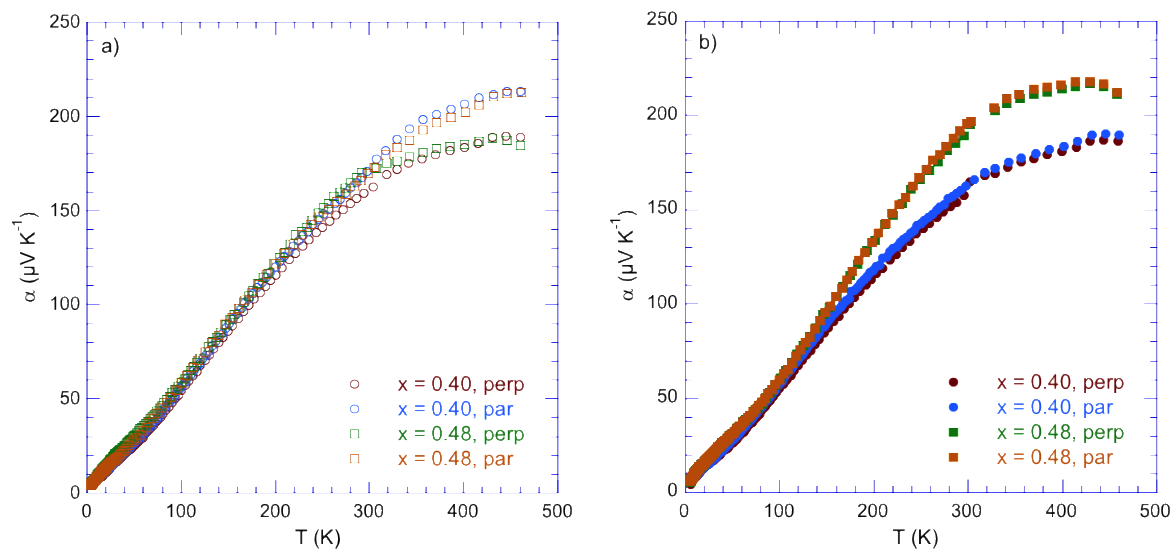 a)
α (μV K⁻¹)
250
200
150
100
50
0
0 100 200 300 400 500
T (K)
x = 0.40, perp
x = 0.40, par
x = 0.48, perp
x = 0.48, par
b)
α (μV K⁻¹)
250
200
150
100
50
0
0 100 200 300 400 500
T (K)
x = 0.40, perp
x = 0.40, par
x = 0.48, perp
x = 0.48, par